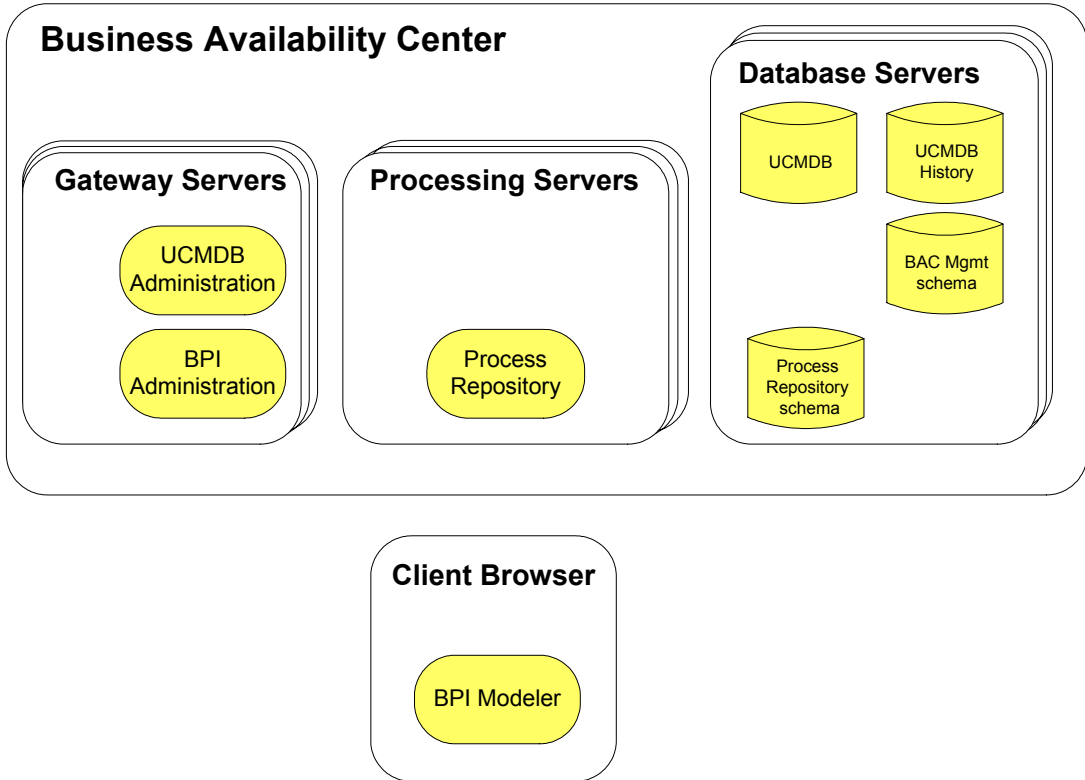 Business Availability Center
Gateway Servers
UCMDB
Administration
BPI
Administration
Processing Servers
Process
Repository
Database Servers
UCMDB
UCMDB
History
BAC Mgmt
schema
Process
Repository
schema
Client Browser
BPI Modeler